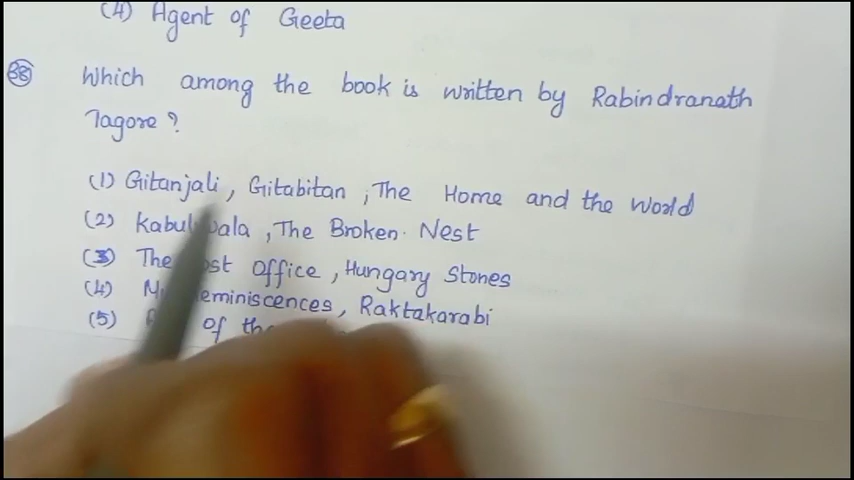 (4) Agent of Geeta
38 Which among the book is written by Rabindranath
Tagore?
(1) Gitanjali, Gitabitan, The Home and the World
(2) Kabul ala, The Broken Nest
(3) The ost office, Hungary Stones
(4) M eminiscences, Raktakarabi
(5) of the